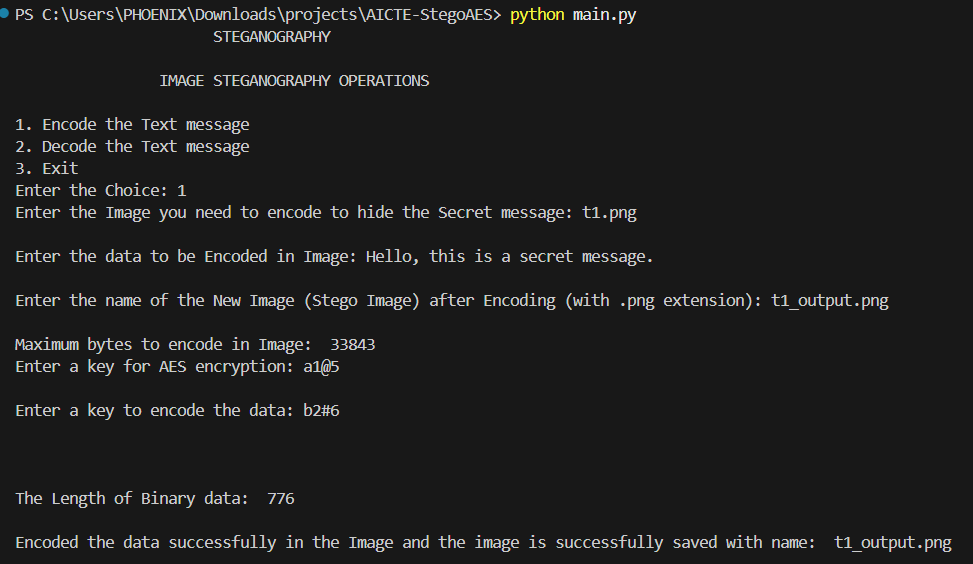 PS C:\Users\PHOENIX\Downloads\projects\AICTE-StegoAES> python main.py
STEGANOGRAPHY
IMAGE STEGANOGRAPHY OPERATIONS
1. Encode the Text message
2. Decode the Text message
3. Exit
Enter the Choice: 1
Enter the Image you need to encode to hide the Secret message: t1.png
Enter the data to be Encoded in Image: Hello, this is a secret message.
Enter the name of the New Image (Stego Image) after Encoding (with .png extension): t1_output.png
Maximum bytes to encode in Image:  33843
Enter a key for AES encryption: a1@5
Enter a key to encode the data: b2#6
The Length of Binary data:  776
Encoded the data successfully in the Image and the image is successfully saved with name:  t1_output.png